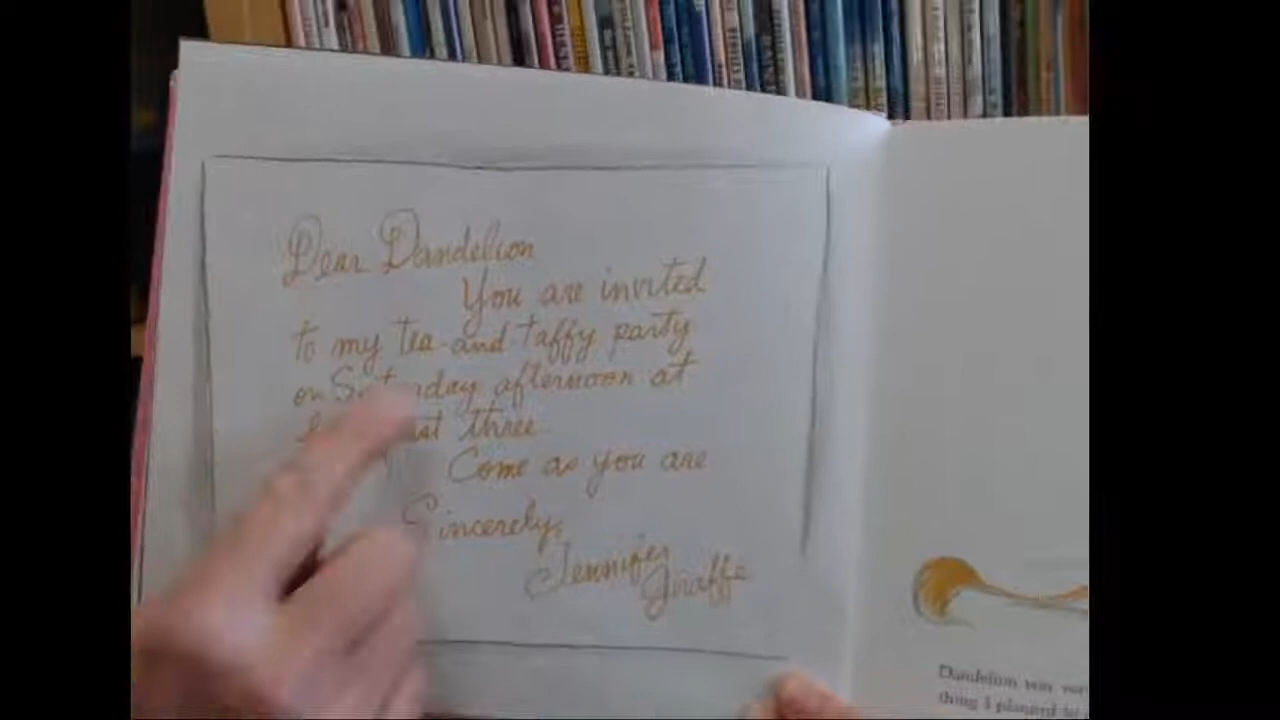 Dear Dandelion
You are invited
to my tea and taffy party
on Saturday afternoon at
three
Come as you are
Sincerely,
Jennifer
Giraffe
Dandelion was
thing I planned